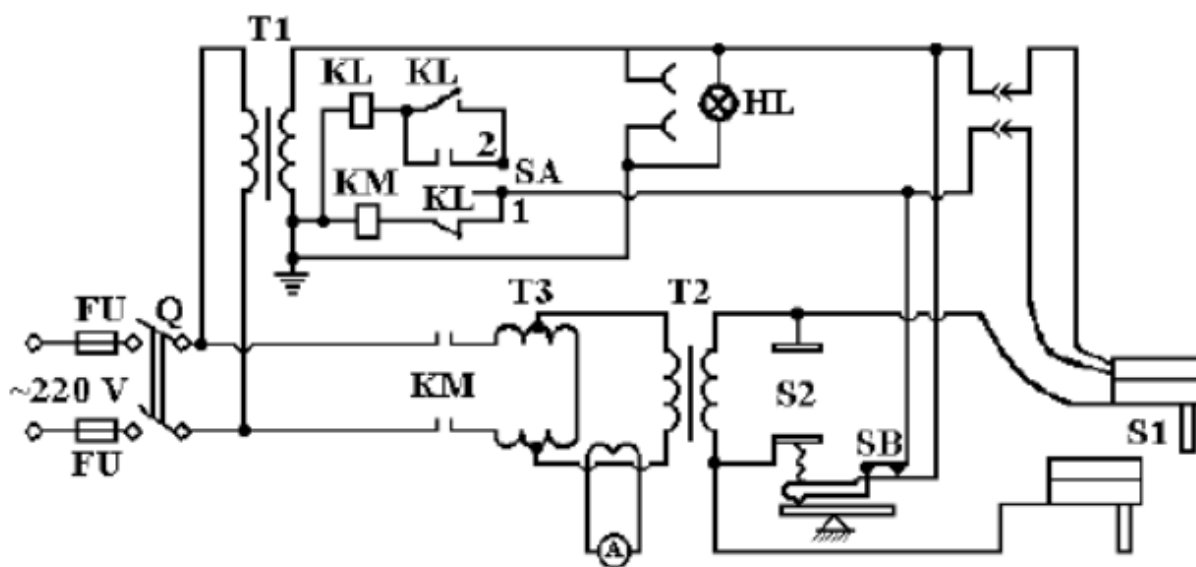 T1
KL KL
HL
2
KM SA
KL 1
FU Q T3 T2
~220 V KM S2
FU SB S1
A